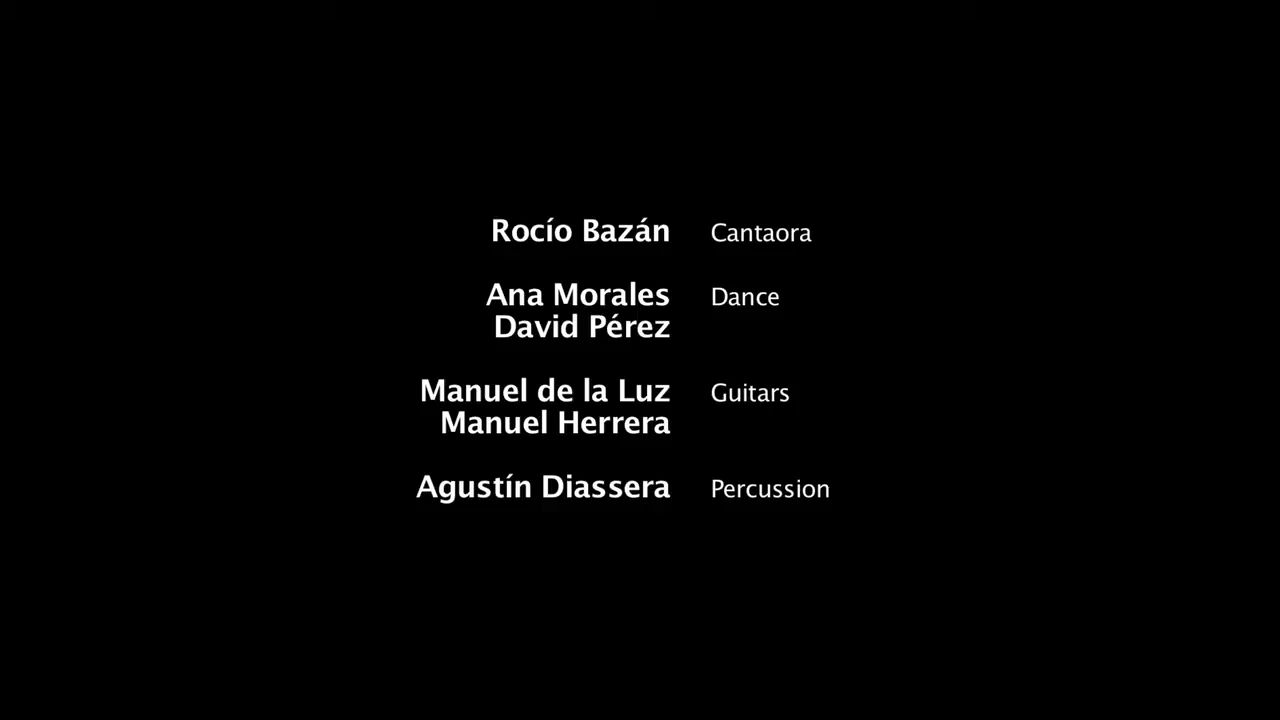 Rocío Bazán Cantaora
Ana Morales Dance
David Pérez
Manuel de la Luz Guitars
Manuel Herrera
Agustín Diassera Percussion